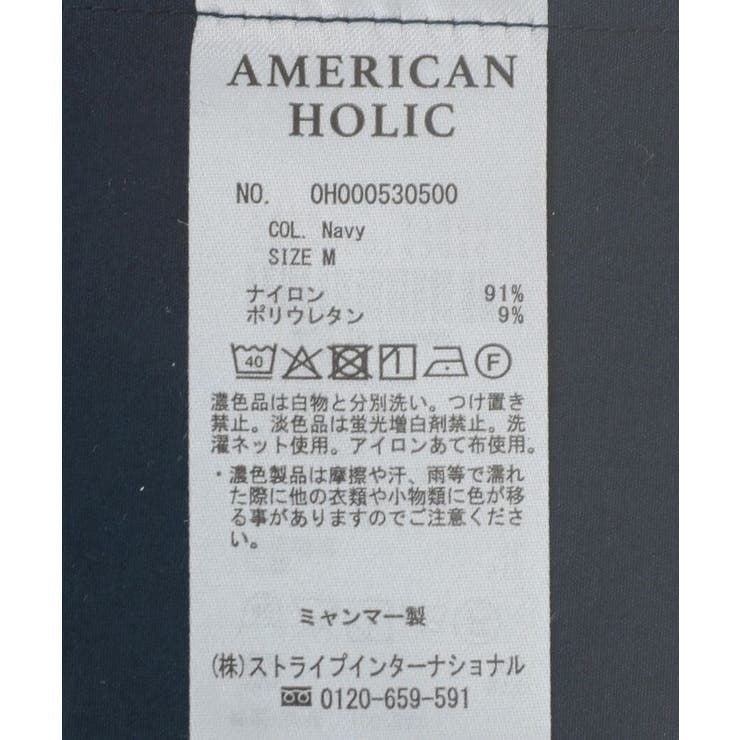 AMERICAN
HOLIC
NO. 0H000530500
COL. Navy
SIZE M
ナイロン 91%
ポリウレタン 9%
40 F
濃色品は白物と分別洗い。つけ置き
禁止。淡色品は蛍光増白剤禁止。洗
濯ネット使用。アイロンあて布使用。
・濃色製品は摩擦や汗、雨等で濡れ
た際に他の衣類や小物類に色が移
る事がありますのでご注意くださ
い。
ミャンマー製
(株)ストライプインターナショナル
0120-659-591